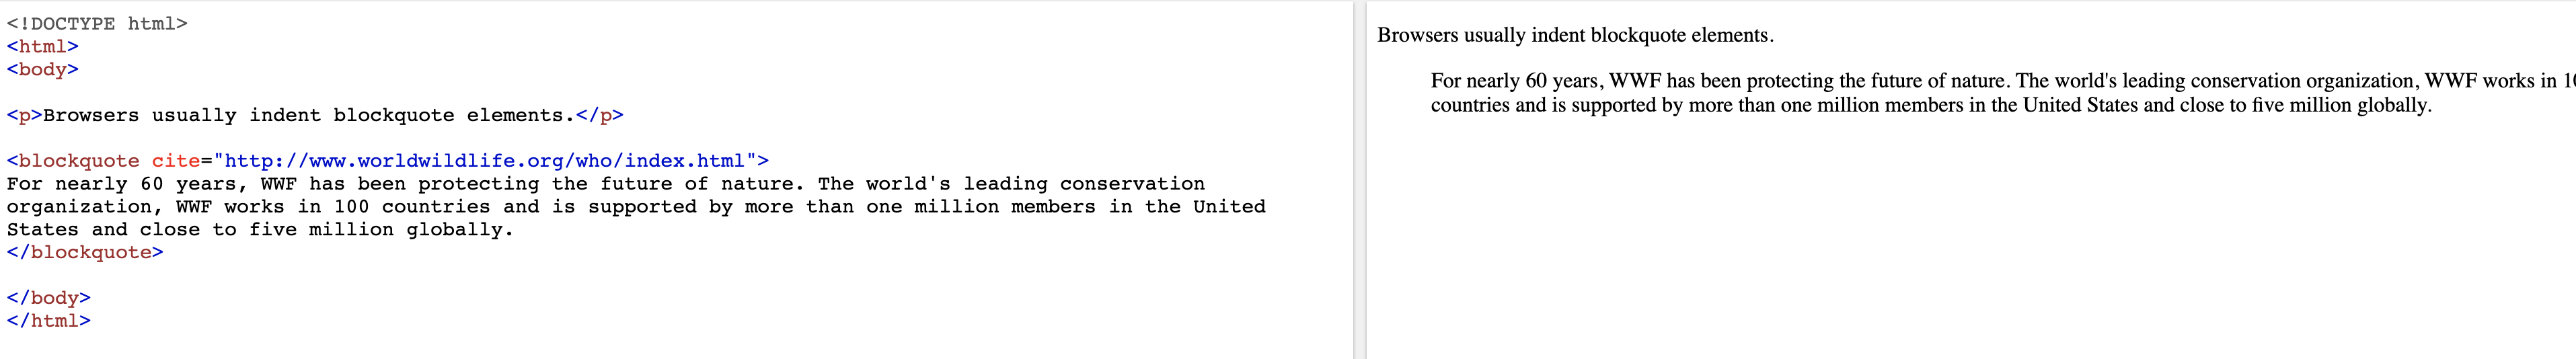 <!DOCTYPE html>
<html>
<body>
<p>Browsers usually indent blockquote elements.</p>
<blockquote cite="http://www.worldwildlife.org/who/index.html">
For nearly 60 years, WWF has been protecting the future of nature. The world's leading conservation
organization, WWF works in 100 countries and is supported by more than one million members in the United
States and close to five million globally.
</blockquote>
</body>
</html>
Browsers usually indent blockquote elements.
For nearly 60 years, WWF has been protecting the future of nature. The world's leading conservation organization, WWF works in
countries and is supported by more than one million members in the United States and close to five million globally.